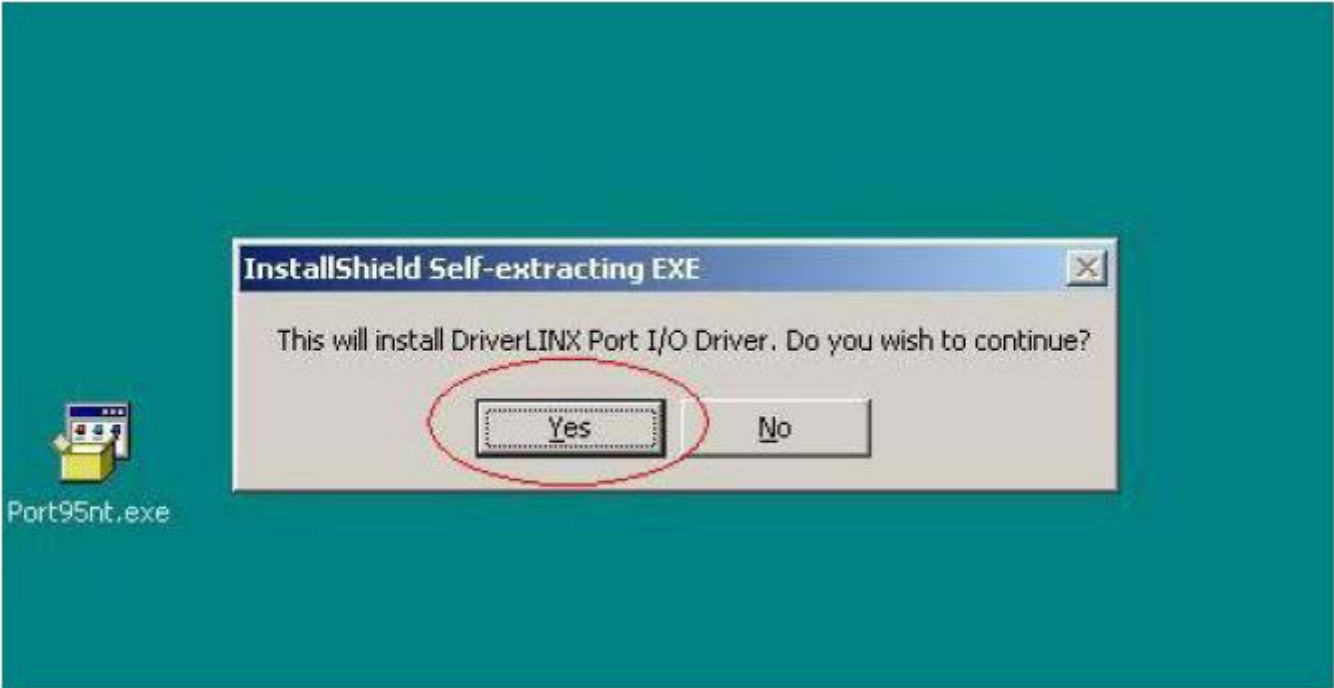 InstallShield Self-extracting EXE
This will install DriverLINX Port I/O Driver. Do you wish to continue?
Yes No
Port95nt.exe